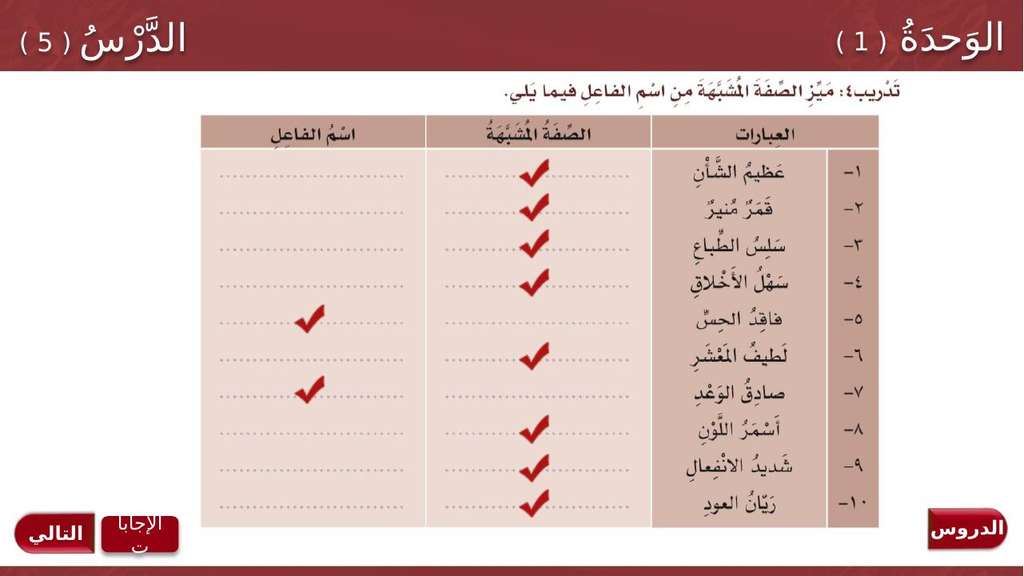 الوَحدَةُ ( 1 )
الدَّرْسُ ( 5 )
تَدْريب٤: مَيِّزِ الصِّفَةَ المُشَبَّهَةَ مِنِ اسْمِ الفاعِلِ فيما يَلي.
العِبارات الصِّفَةُ المُشَبَّهَةُ اسْمُ الفاعِلِ
١- عَظيمُ الشَّأْنِ
٢- قَمَرٌ مُنيرٌ
٣- سَلِسُ الطِّباعِ
٤- سَهْلُ الأَخْلاقِ
٥- فاقِدُ الحِسِّ
٦- لَطيفُ المَعْشَرِ
٧- صادِقُ الوَعْدِ
٨- أَسْمَرُ اللَّوْنِ
٩- شَديدُ الانْفِعالِ
١٠- رَيّانُ العودِ
الدروس
الإجابا
ت
التالي